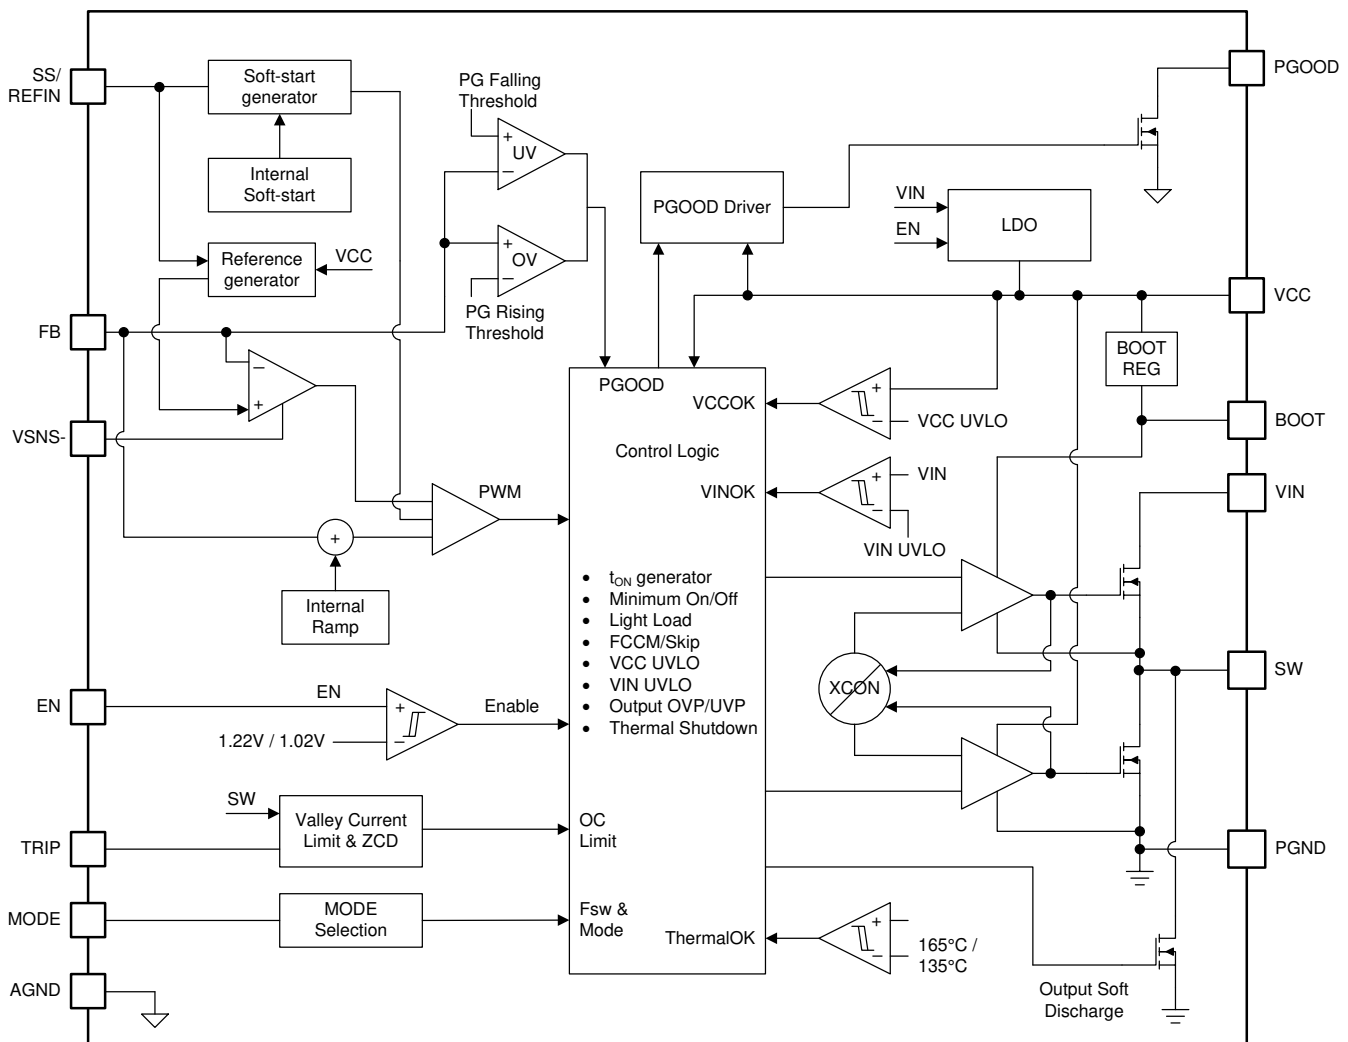 SS/
REFIN
Soft-start
generator
Internal
Soft-start
Reference
generator
VCC
PG Falling
Threshold
+
UV
−
+
OV
−
PG Rising
Threshold
PGOOD Driver
VIN
EN
LDO
PGOOD
VCC
BOOT
REG
BOOT
VIN
SW
PGND
FB
−
+
VSNS-
PWM
+
Internal
Ramp
PGOOD
VCCOK
+
−
VCC UVLO
Control Logic
VINOK
+
−
VIN
VIN UVLO
• tON generator
• Minimum On/Off
• Light Load
• FCCM/Skip
• VCC UVLO
• VIN UVLO
• Output OVP/UVP
• Thermal Shutdown
XCON
EN
EN
+
−
1.22V / 1.02V
Enable
SW
TRIP
Valley Current
Limit & ZCD
OC
Limit
MODE
MODE
Selection
Fsw &
Mode
ThermalOK
+
−
165°C /
135°C
AGND
Output Soft
Discharge